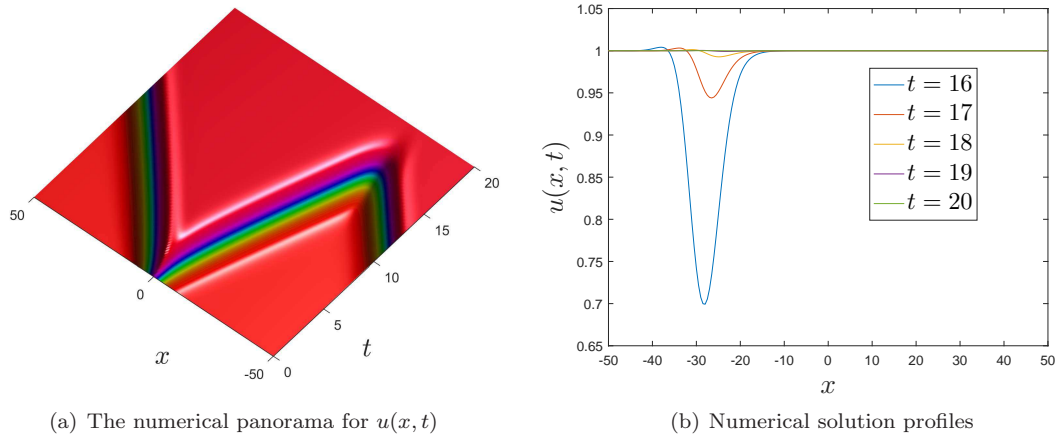 50
0
-50
x
0
5
10
15
20
t
(a) The numerical panorama for u(x, t)
1.05
1
0.95
0.9
0.85
0.8
0.75
0.7
0.65
u(x, t)
-50 -40 -30 -20 -10 0 10 20 30 40 50
x
t = 16
t = 17
t = 18
t = 19
t = 20
(b) Numerical solution profiles